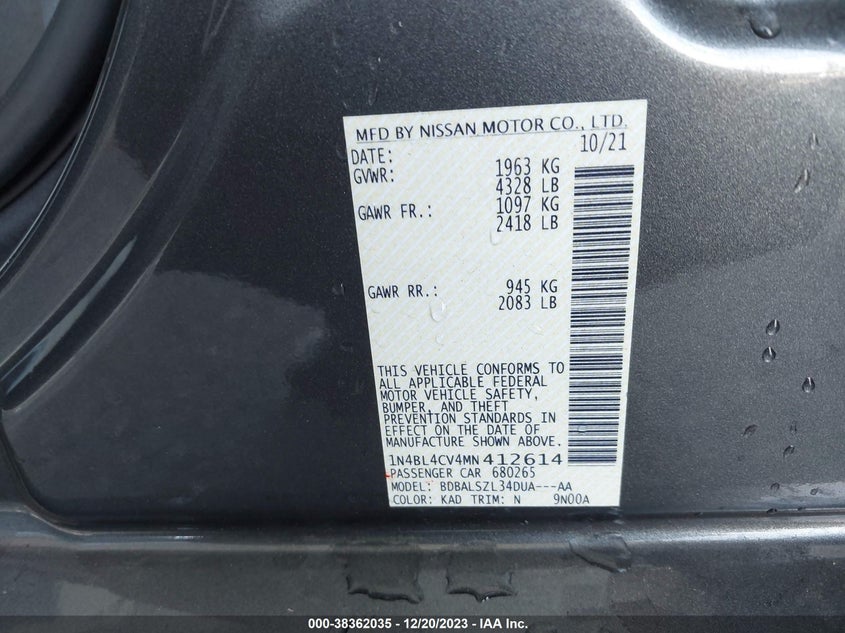 MFD BY NISSAN MOTOR CO., LTD.
DATE: 10/21
GVWR: 1963 KG
4328 LB
GAWR FR.: 1097 KG
2418 LB
GAWR RR.: 945 KG
2083 LB
THIS VEHICLE CONFORMS TO
ALL APPLICABLE FEDERAL
MOTOR VEHICLE SAFETY,
BUMPER, AND THEFT
PREVENTION STANDARDS IN
EFFECT ON THE DATE OF
MANUFACTURE SHOWN ABOVE.
1N4BL4CV4MN412614
PASSENGER CAR 680265
MODEL: BDBALSZL34DUA---AA
COLOR: KAD TRIM: N 9N00A
000-38362035 - 12/20/2023 - IAA Inc.